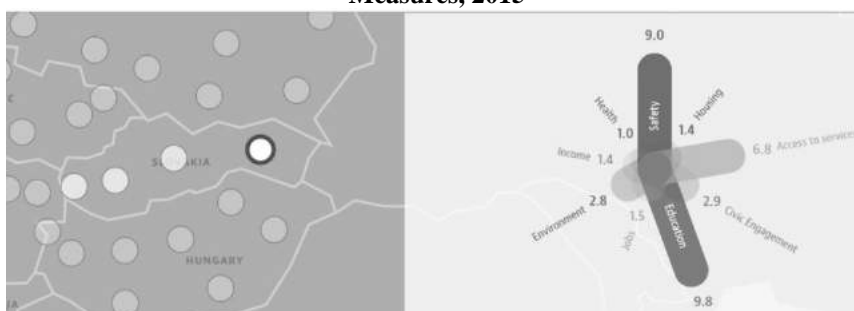 Measures, 2015
C
SLOVAKIA
HUNGARY
IA
9.0
Safety
Health
1.0
1.4
Housing
Income 1.4
6.8 Access to services
Environment
2.8
1.5
Jobs
Education
2.9
Civic Engagement
9.8